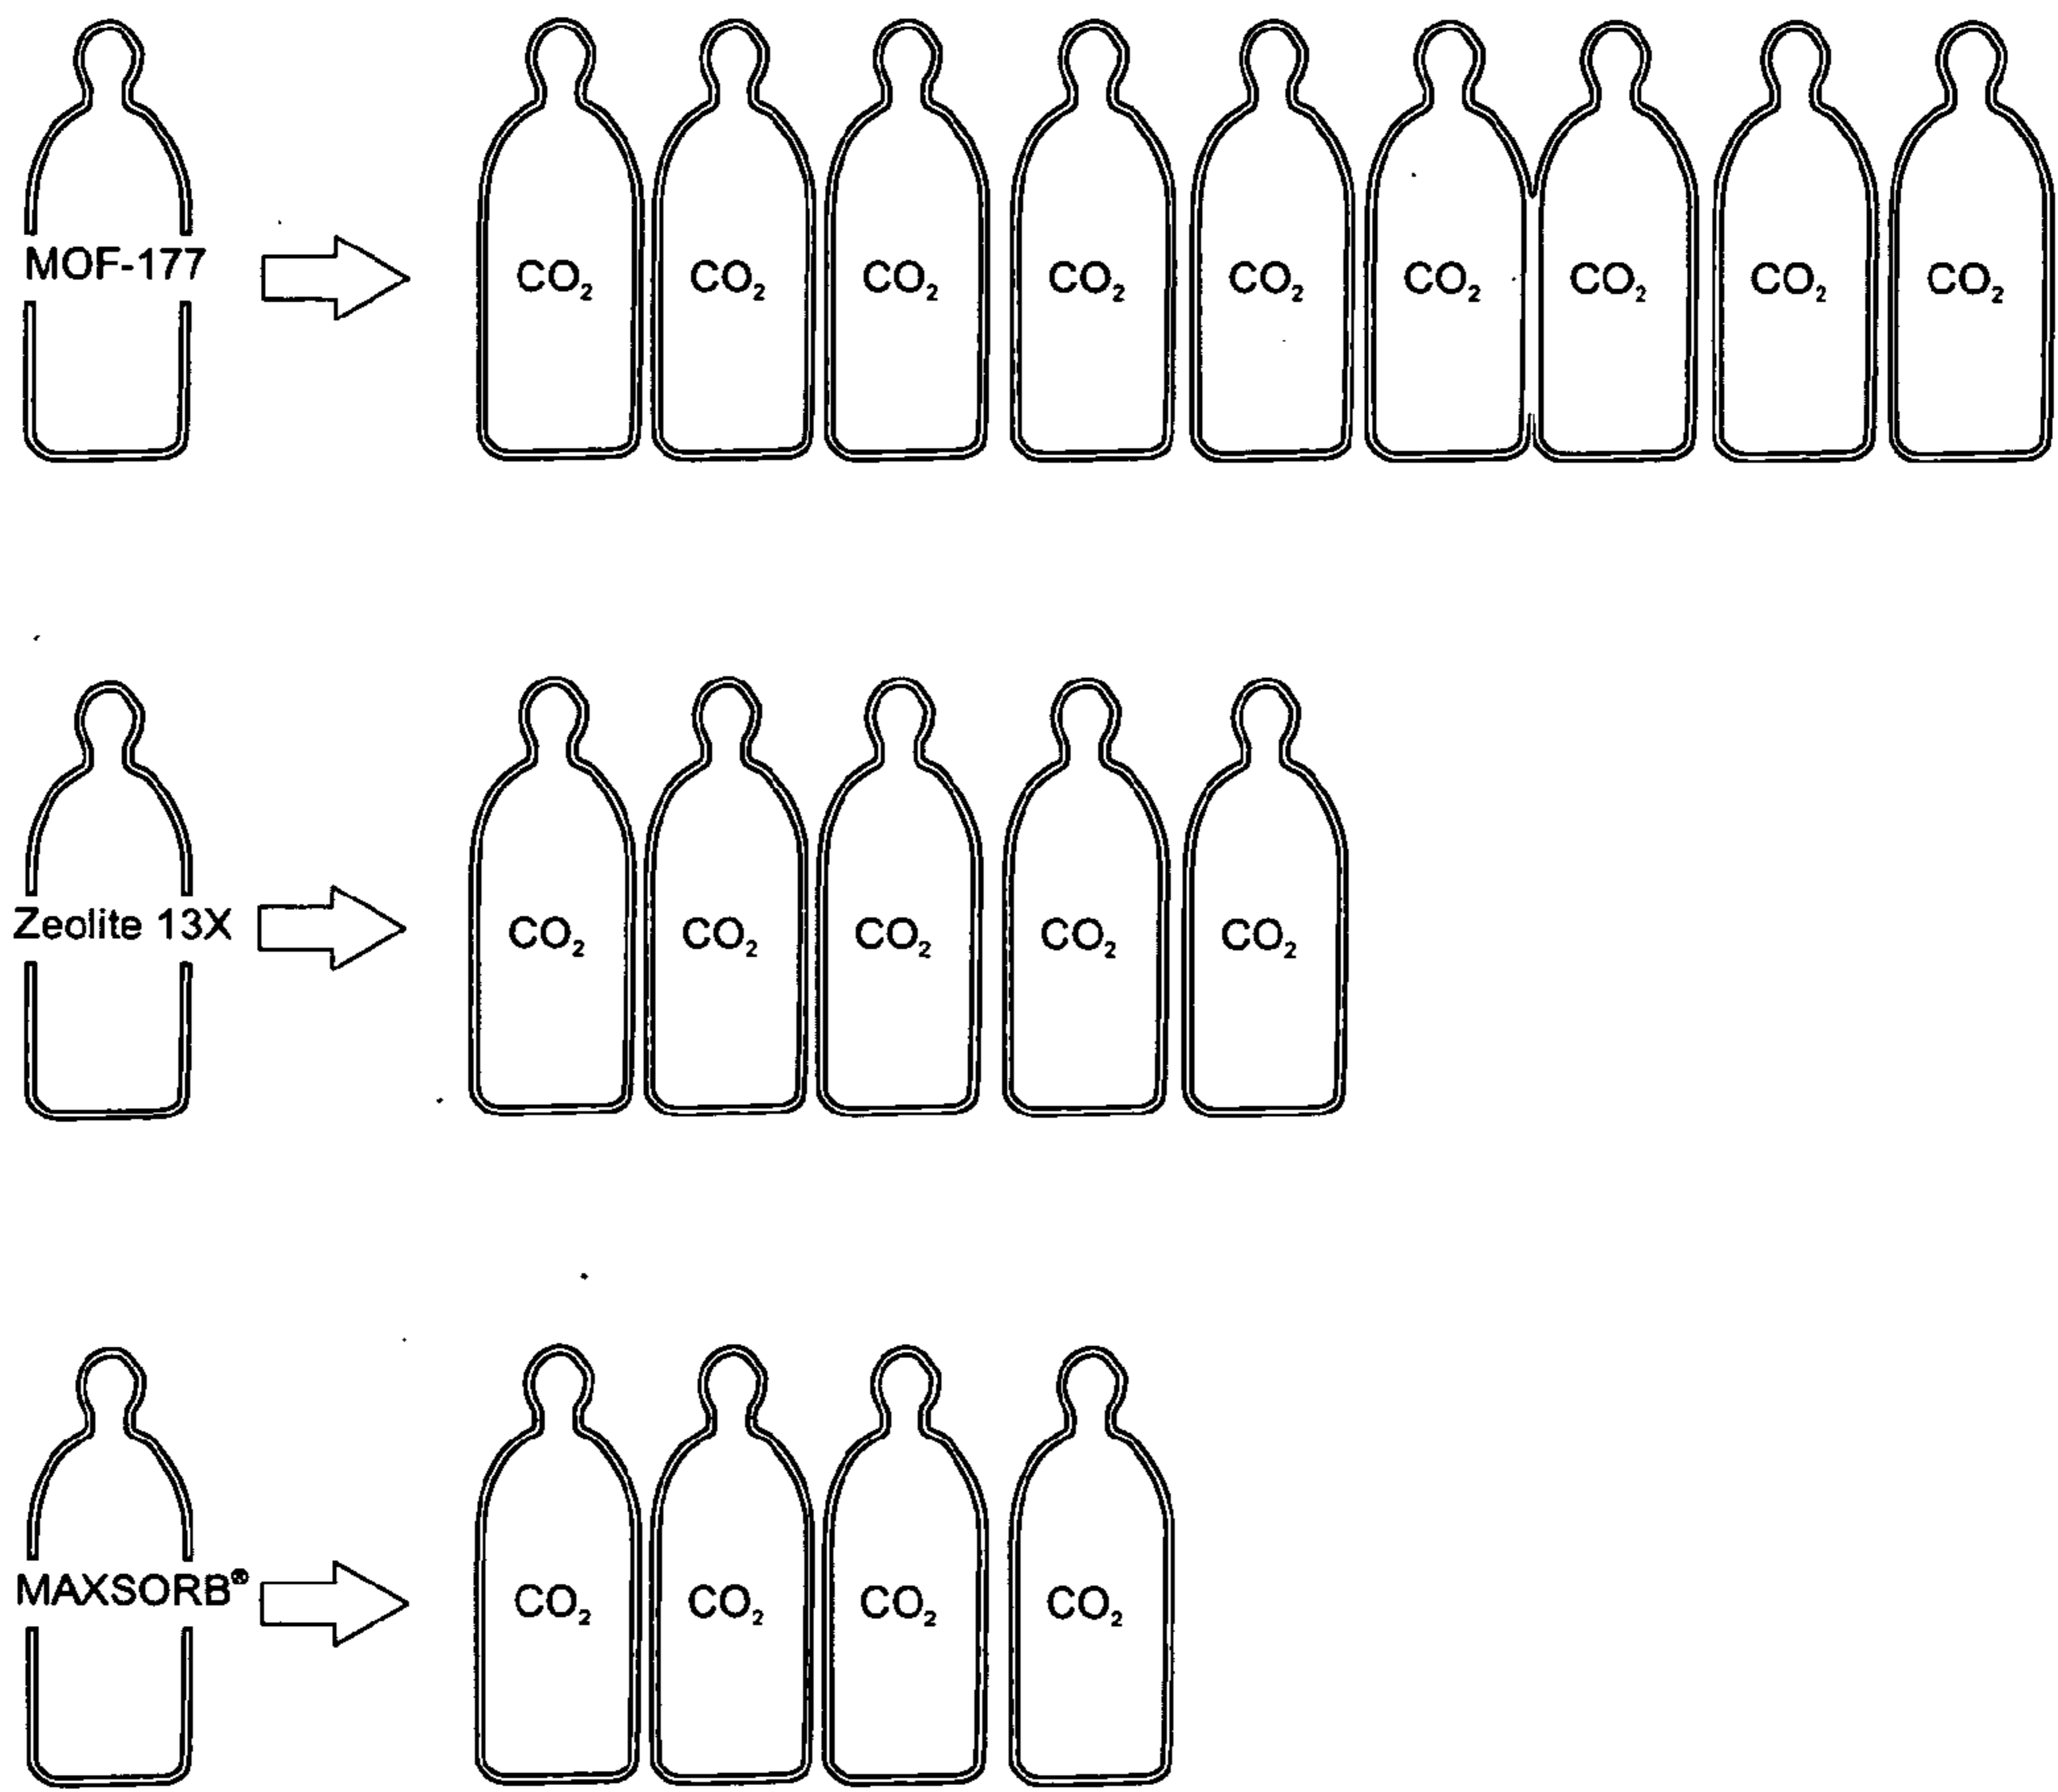 MOF-177 CO₂ CO₂ CO₂ CO₂ CO₂ CO₂ CO₂ CO₂ CO₂
Zeolite 13X CO₂ CO₂ CO₂ CO₂ CO₂
MAXSORB® CO₂ CO₂ CO₂ CO₂